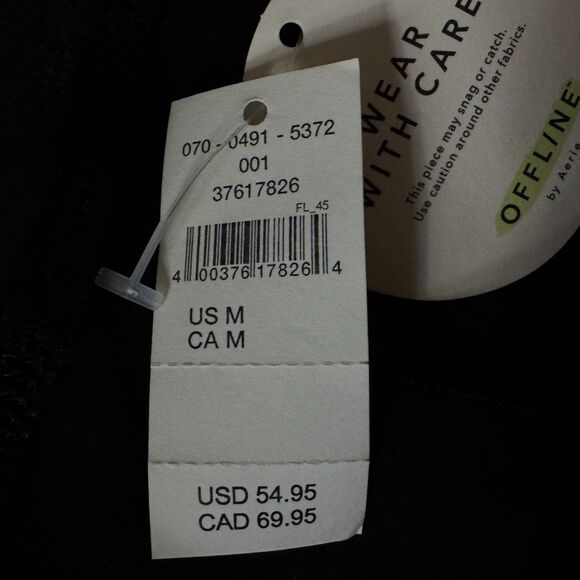 070-0491-5372
001
37617826
FL_45
4 00376 17826 4
US M
CA M
USD 54.95
CAD 69.95
WEAR
WITH CARE
This piece may snag or catch.
Use caution around other fabrics.
OFFLINE™
by Aerie